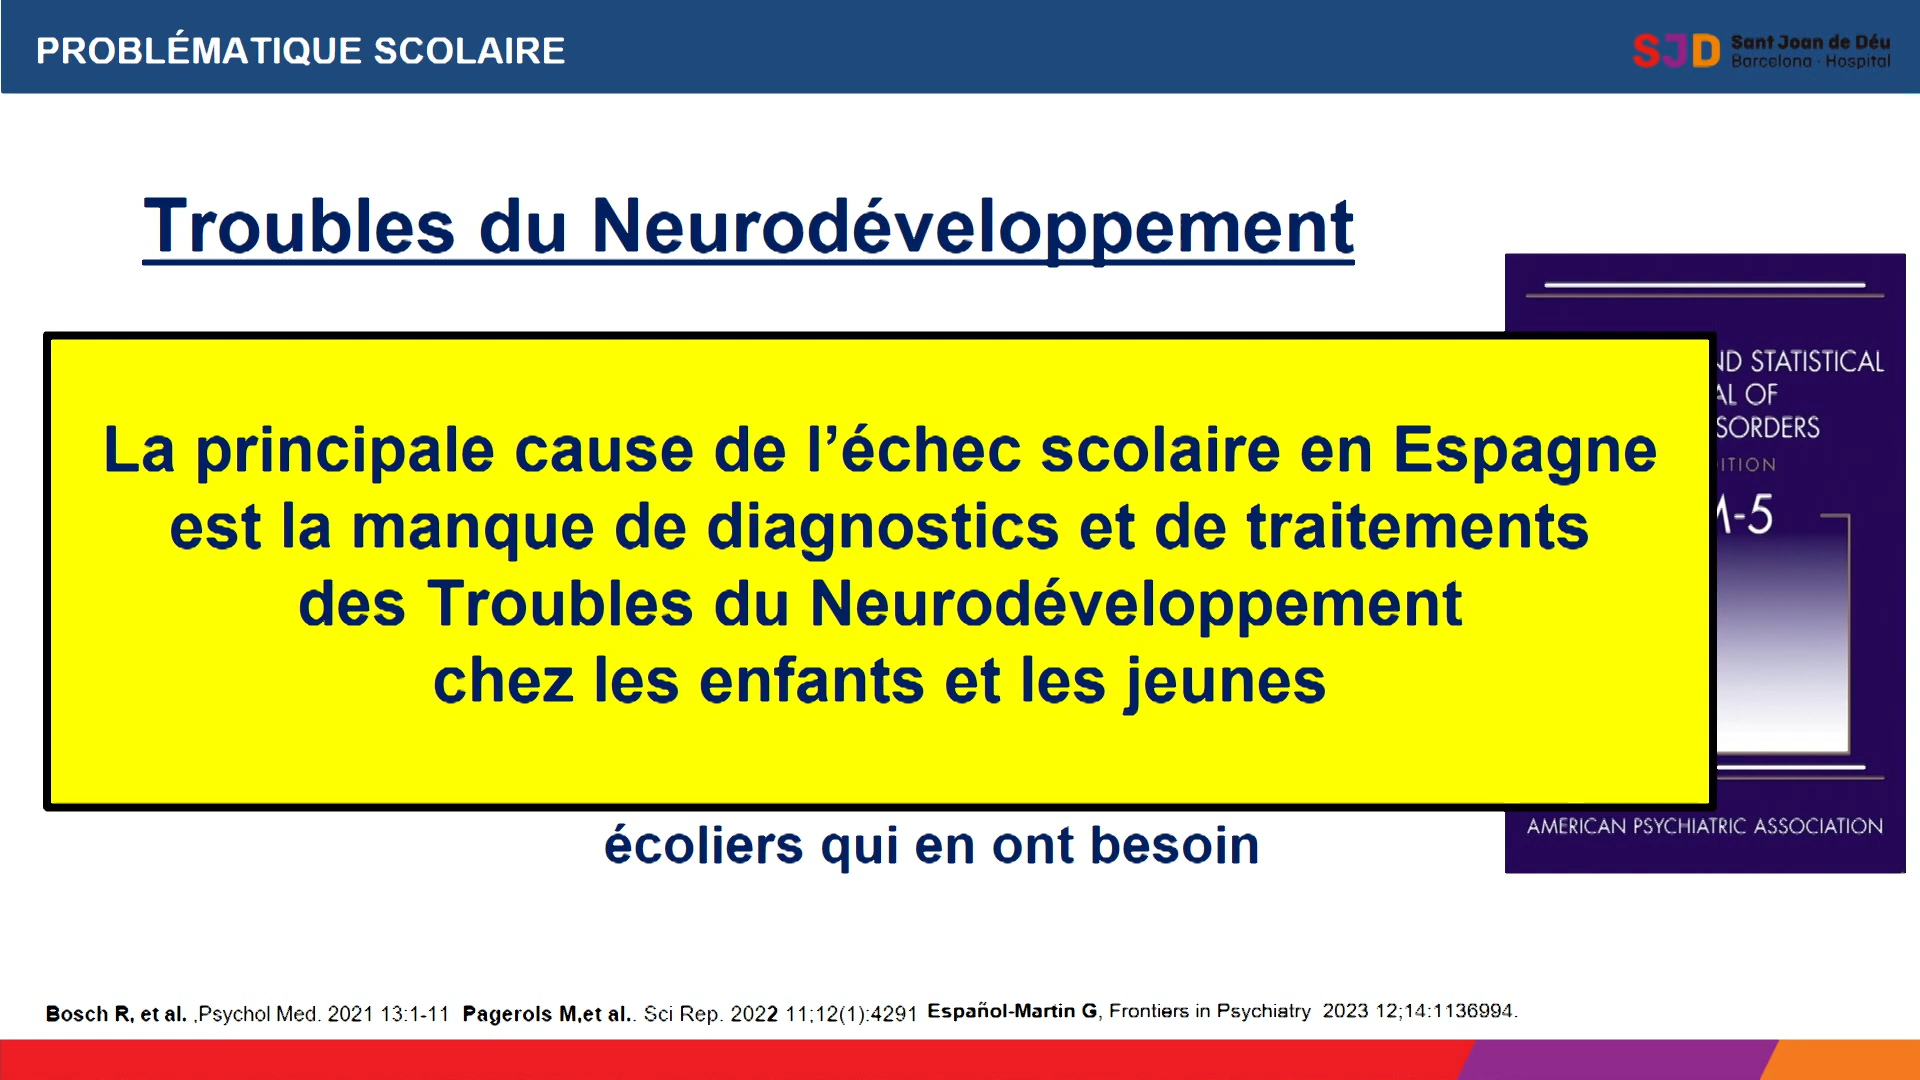 PROBLÉMATIQUE SCOLAIRE
SJD Sant Joan de Déu
Barcelona · Hospital
Troubles du Neurodéveloppement
La principale cause de l’échec scolaire en Espagne
est la manque de diagnostics et de traitements
des Troubles du Neurodéveloppement
chez les enfants et les jeunes
écoliers qui en ont besoin
STATISTICAL
OF
-5
AMERICAN PSYCHIATRIC ASSOCIATION
Bosch R, et al. ,Psychol Med. 2021 13:1-11 Pagerols M,et al.. Sci Rep. 2022 11;12(1):4291 Español-Martin G, Frontiers in Psychiatry 2023 12;14:1136994.